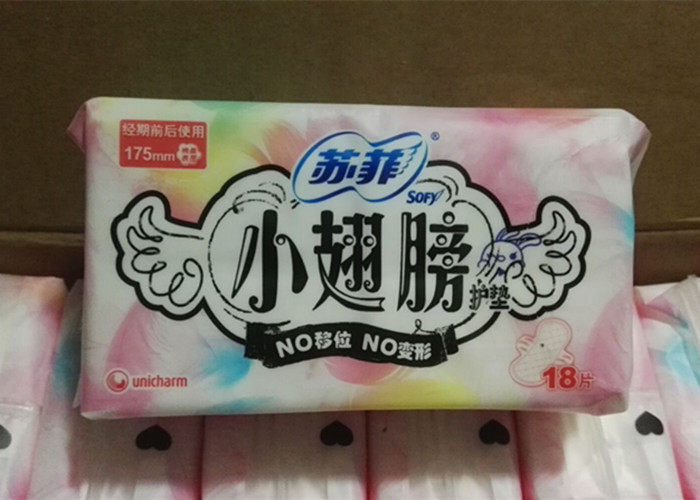 经期前后使用
175mm
苏菲®
SOFY
小翅膀
护垫
NO移位 NO变形
unicharm
18片